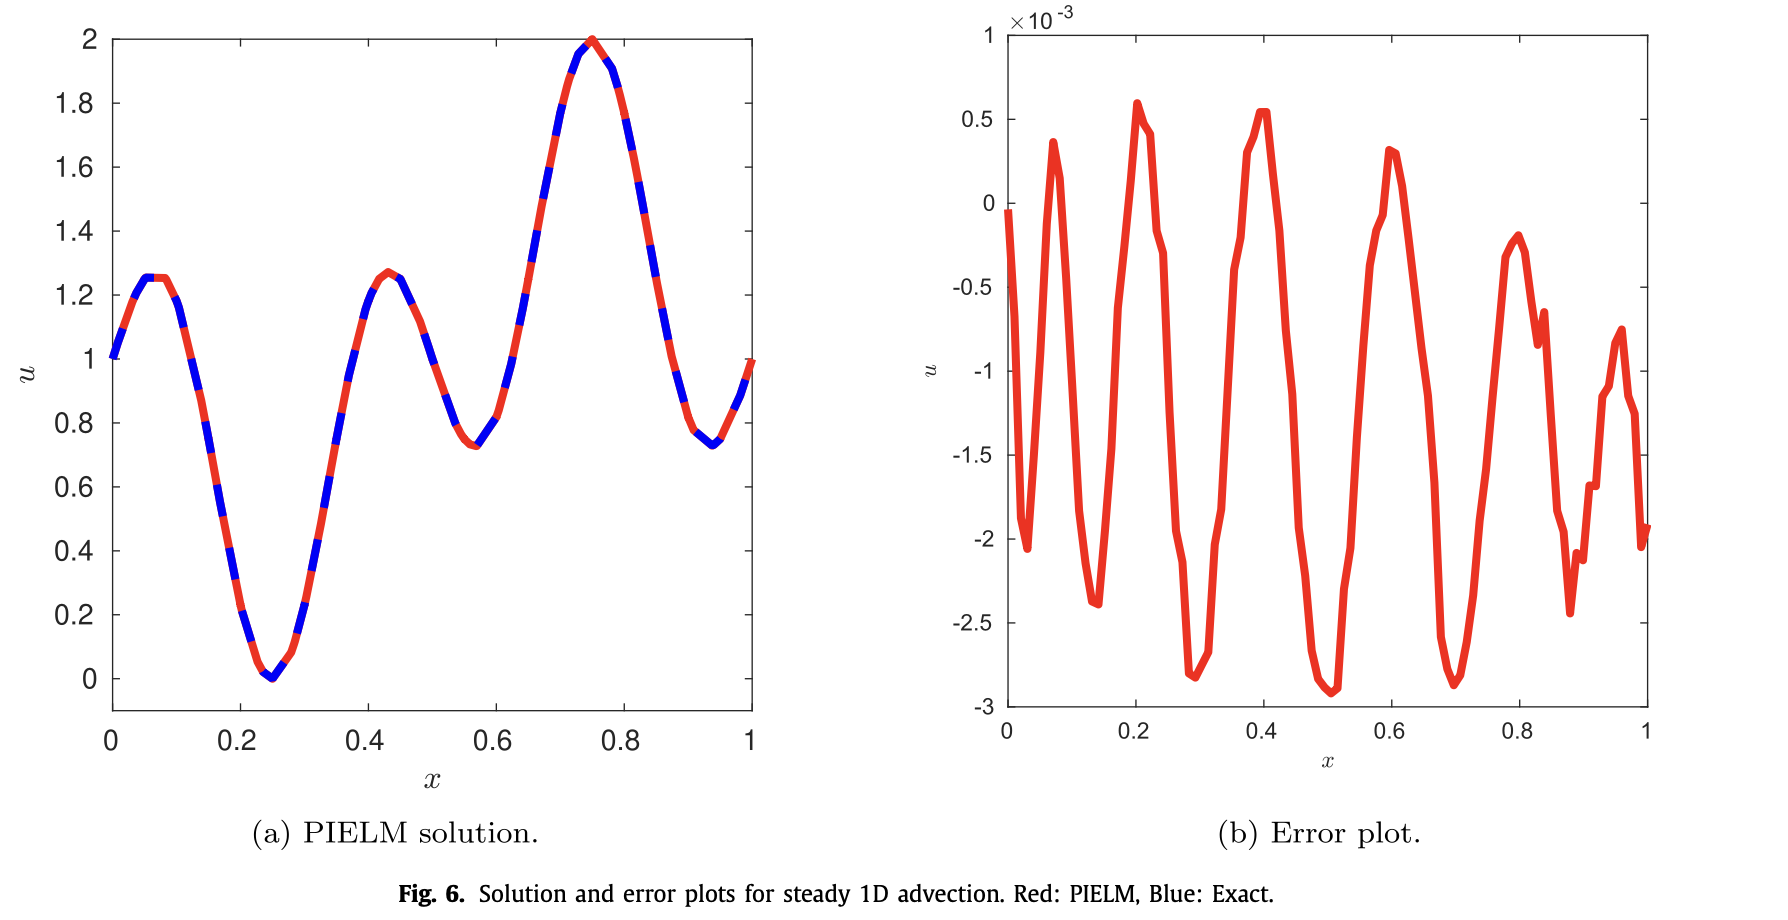 2
1.8
1.6
1.4
1.2
1
0.8
0.6
0.4
0.2
0
u
0 0.2 0.4 0.6 0.8 1
x
(a) PIELM solution.
×10⁻³
1
0.5
0
-0.5
-1
-1.5
-2
-2.5
-3
u
0 0.2 0.4 0.6 0.8 1
x
(b) Error plot.
Fig. 6. Solution and error plots for steady 1D advection. Red: PIELM, Blue: Exact.